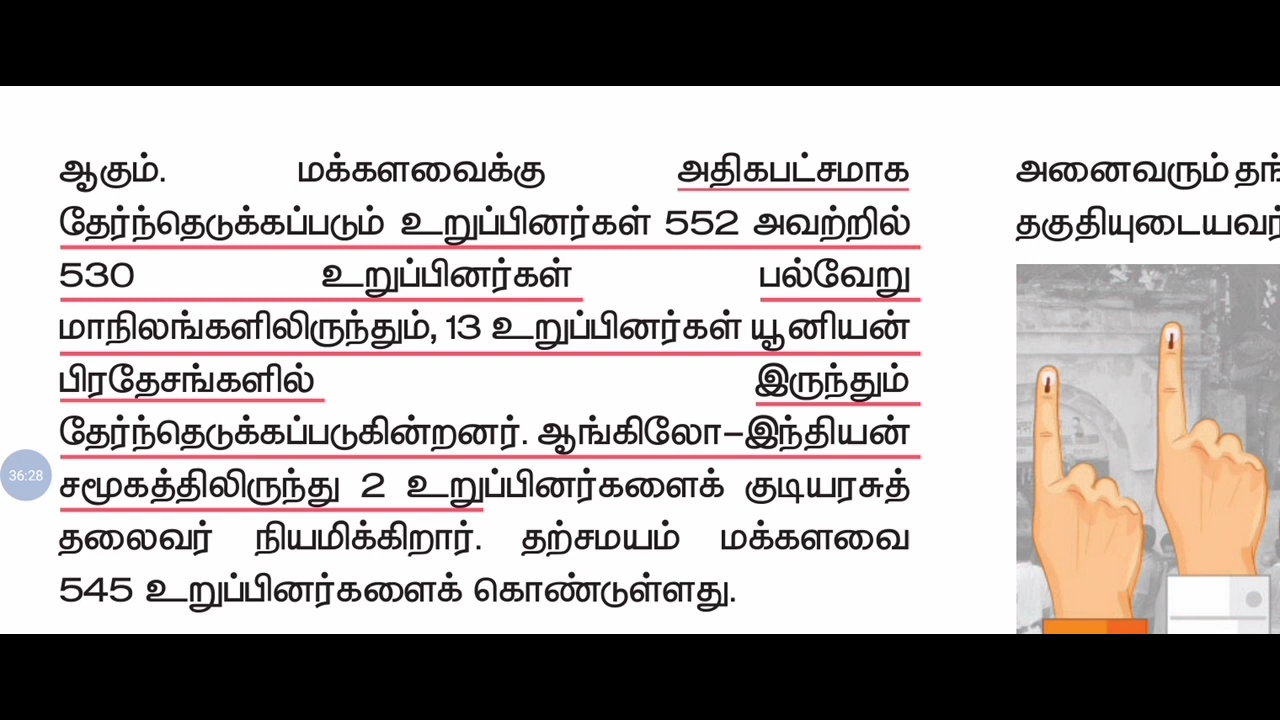 ஆகும். மக்களவைக்கு அதிகபட்சமாக
தேர்ந்தெடுக்கப்படும் உறுப்பினர்கள் 552 அவற்றில்
530 உறுப்பினர்கள் பல்வேறு
மாநிலங்களிலிருந்தும், 13 உறுப்பினர்கள் யூனியன்
பிரதேசங்களில் இருந்தும்
தேர்ந்தெடுக்கப்படுகின்றனர். ஆங்கிலோ–இந்தியன்
சமூகத்திலிருந்து 2 உறுப்பினர்களைக் குடியரசுத்
தலைவர் நியமிக்கிறார். தற்சமயம் மக்களவை
545 உறுப்பினர்களைக் கொண்டுள்ளது.
36:28
அனைவரும்